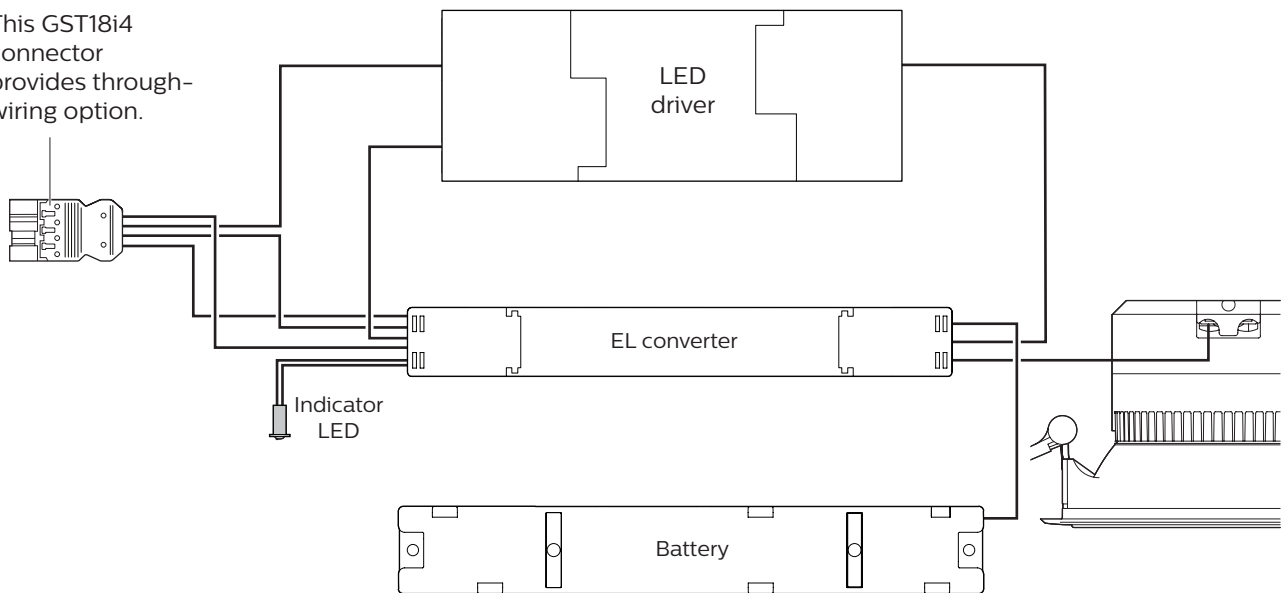 This GST18i4
connector
provides through-
wiring option.
LED
driver
EL converter
Indicator
LED
Battery